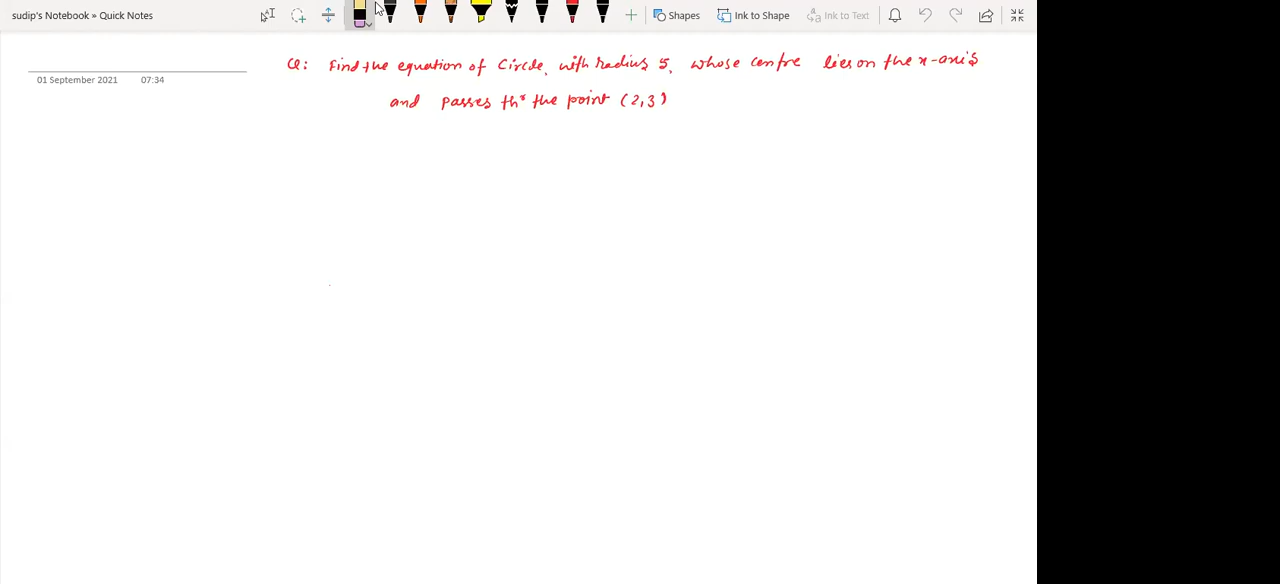 sudip's Notebook » Quick Notes
Shapes
Ink to Shape
Ink to Text
01 September 2021 07:34
Q: Find the equation of Circle, with radius 5, whose centre lies on the x-axis
and passes thr the point (2,3)